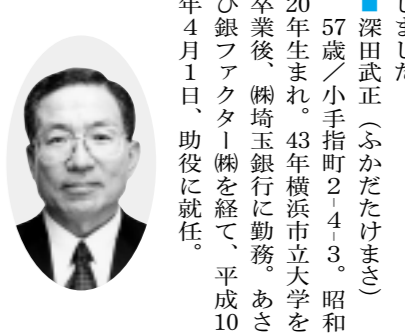 しました
■深田武正（ふかだたけまさ）
57歳／小手指町2-4-3。昭和
20年生まれ。43年横浜市立大学を
卒業後、㈱埼玉銀行に勤務。あさ
ひ銀ファクター㈱を経て、平成10
年4月1日、助役に就任。